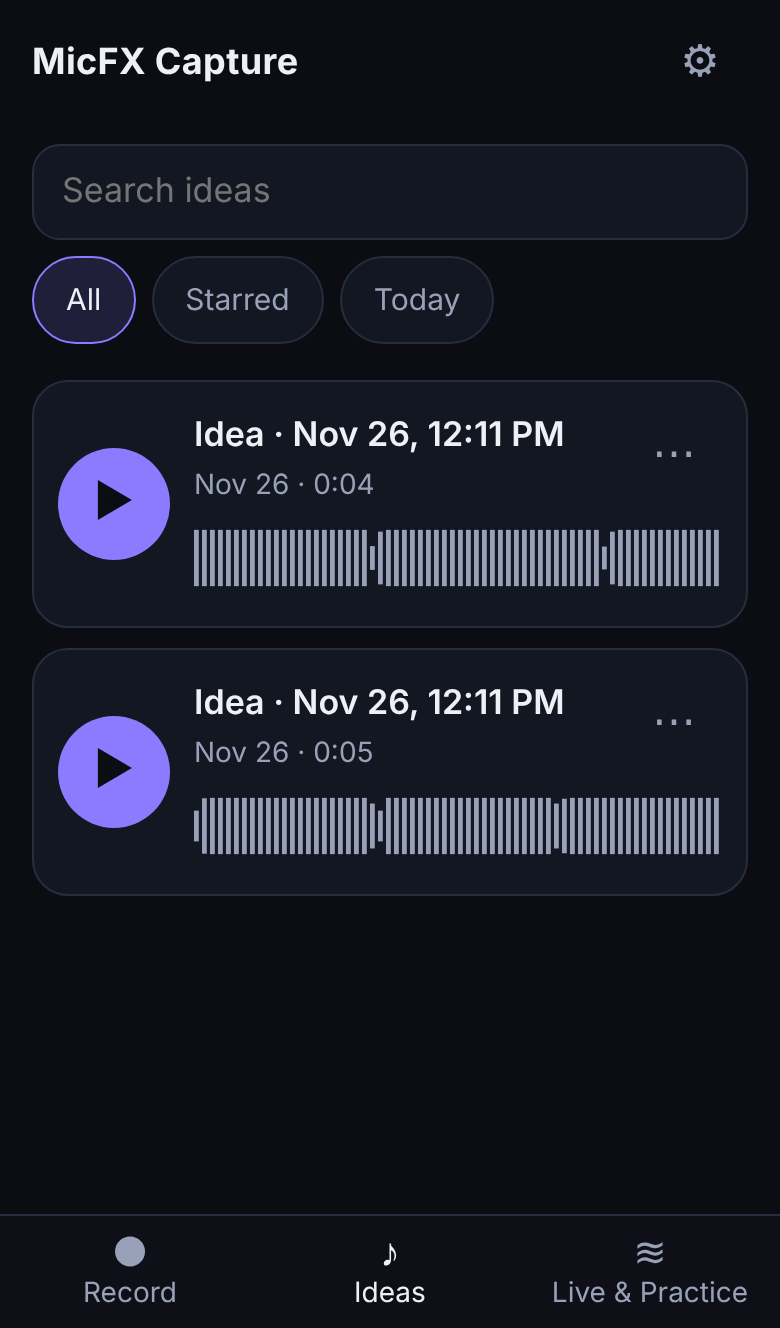 MicFX Capture
Search ideas
All Starred Today
Idea · Nov 26, 12:11 PM
Nov 26 · 0:04
Idea · Nov 26, 12:11 PM
Nov 26 · 0:05
Record Ideas Live & Practice